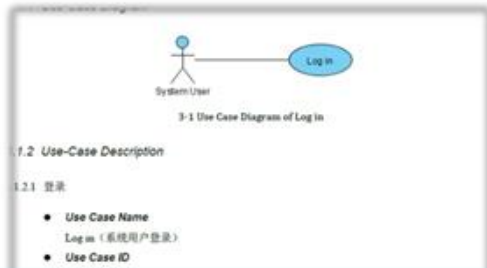 Log in
System User
3-1 Use Case Diagram of Log in
1.2 Use-Case Description
1.2.1 登录
● Use Case Name
Log in（系统用户登录）
● Use Case ID